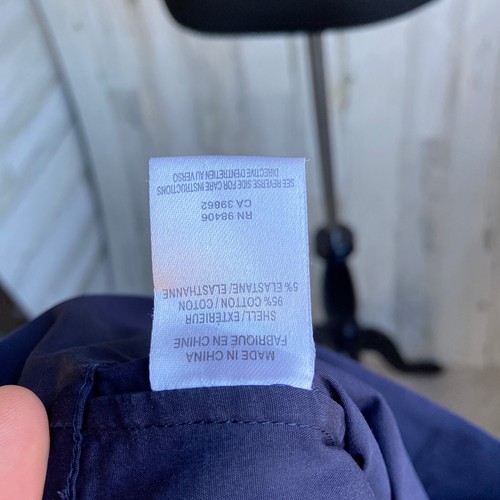 MADE IN CHINA
FABRIQUE EN CHINE
SHELL/EXTÉRIEUR
95% COTTON / COTON
5% ELASTANE/ ELASTHANNE
RN 98406
CA 39862
SEE REVERSE SIDE FOR CARE INSTRUCTIONS
DIRECTIVE D'ENTRETIEN AU VERSO